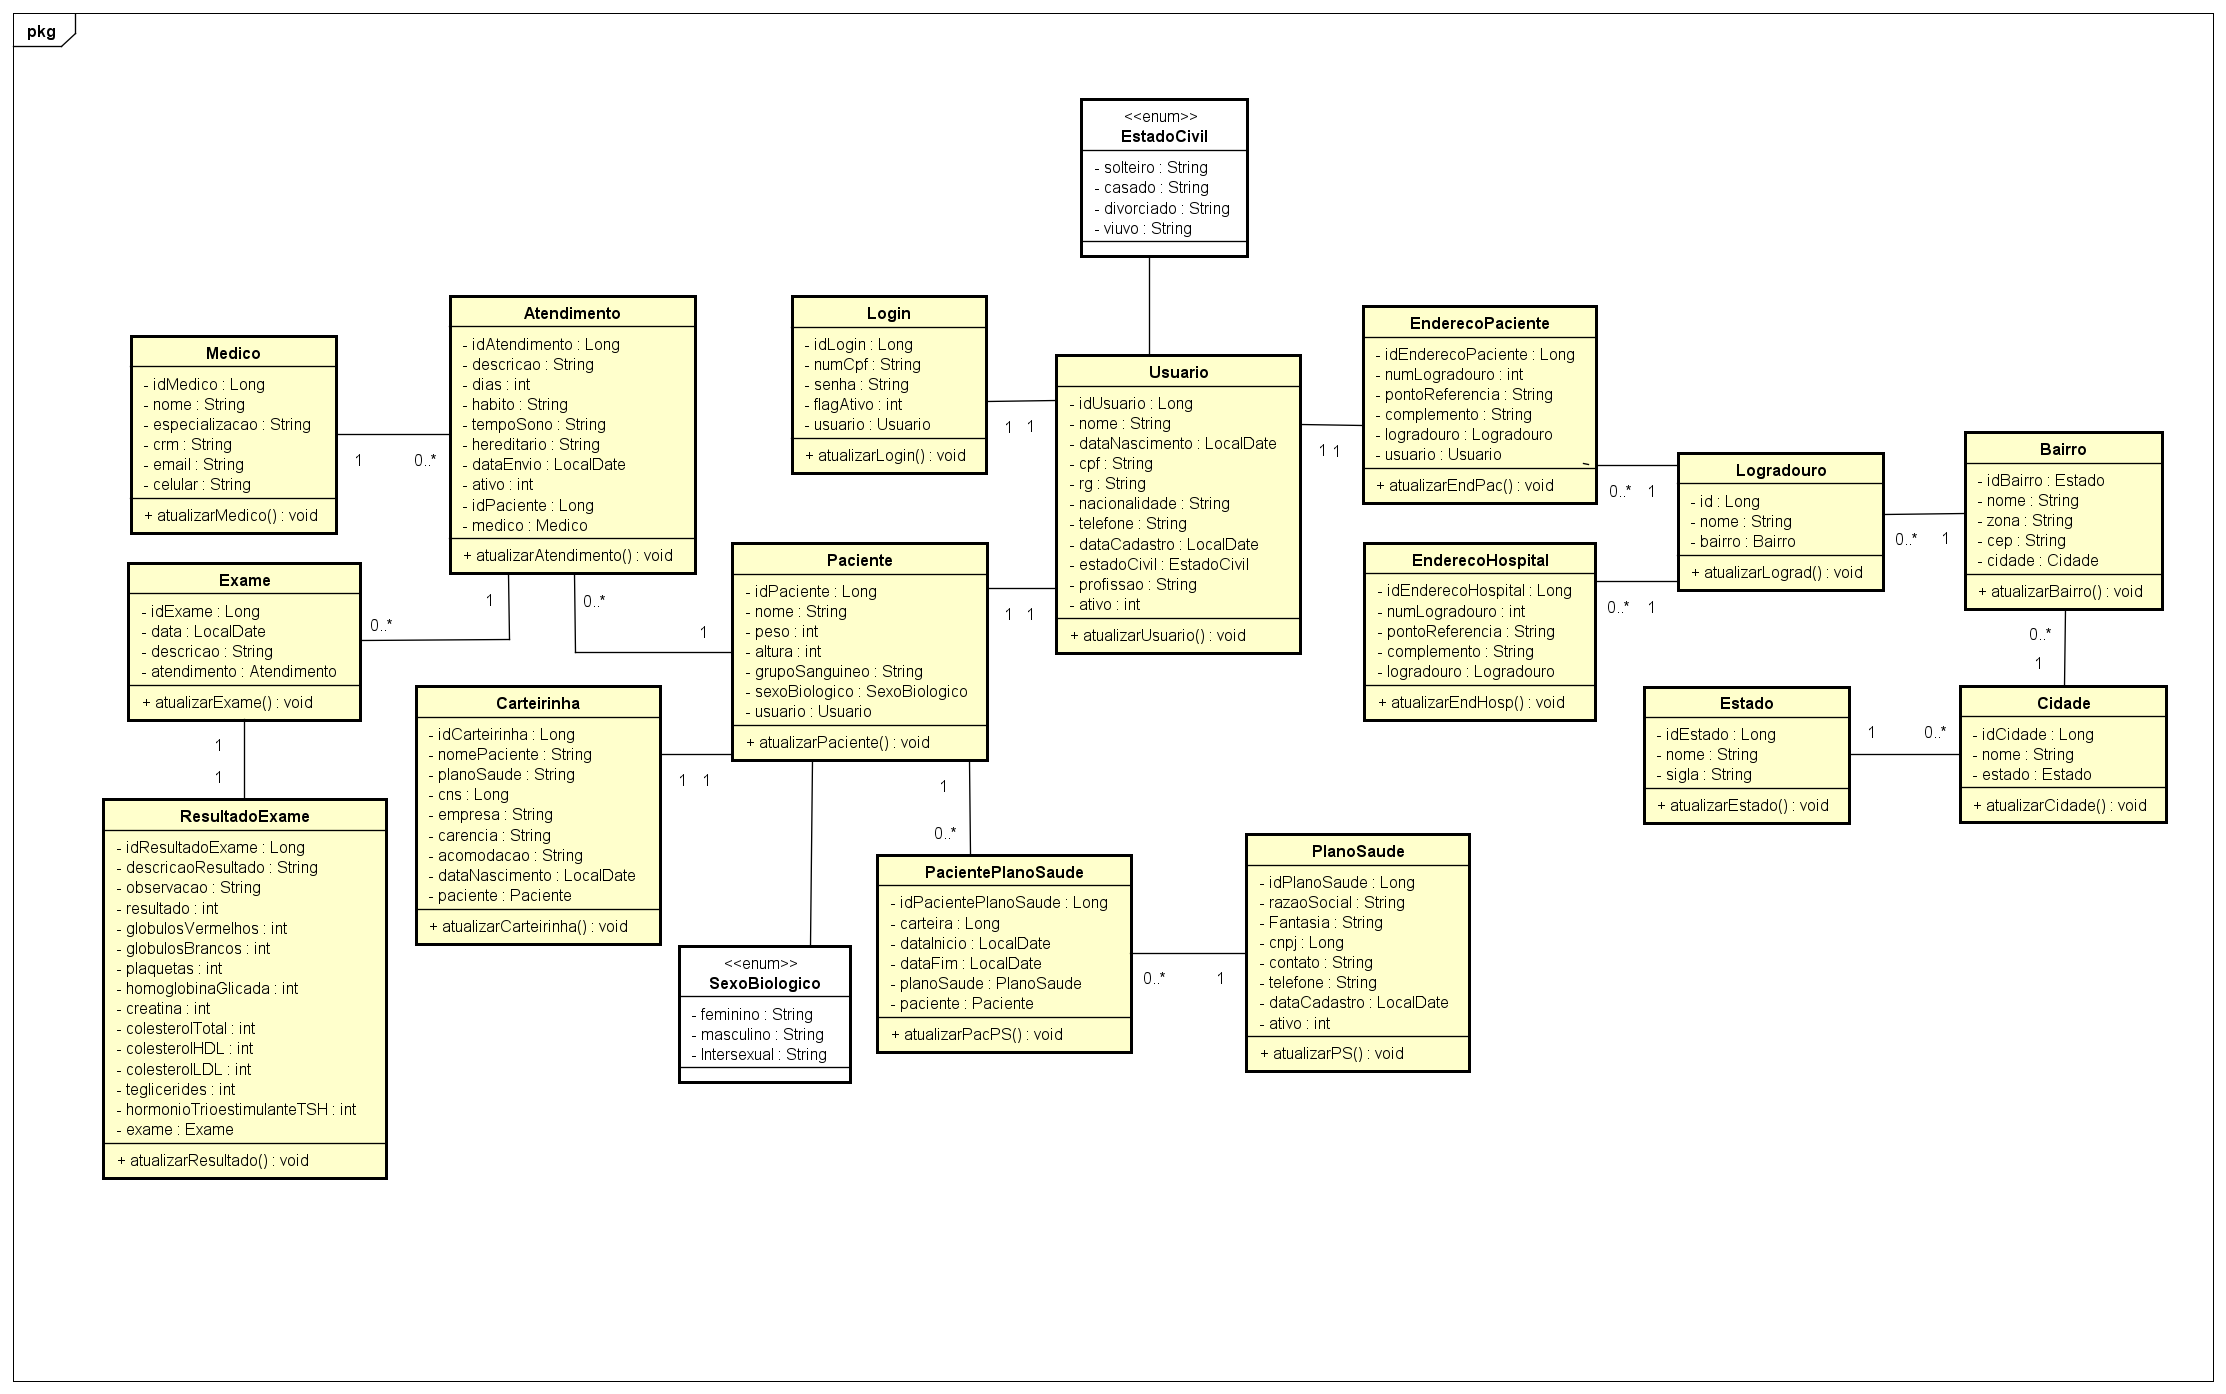 pkg
<<enum>>
EstadoCivil
- solteiro : String
- casado : String
- divorciado : String
- viuvo : String
Medico
- idMedico : Long
- nome : String
- especializacao : String
- crm : String
- email : String
- celular : String
+ atualizarMedico() : void
1
0..*
Atendimento
- idAtendimento : Long
- descricao : String
- dias : int
- habito : String
- tempoSono : String
- hereditario : String
- dataEnvio : LocalDate
- ativo : int
- idPaciente : Long
- medico : Medico
+ atualizarAtendimento() : void
1
0..*
0..*
1
Login
- idLogin : Long
- numCpf : String
- senha : String
- flagAtivo : int
- usuario : Usuario
+ atualizarLogin() : void
1
1
Usuario
- idUsuario : Long
- nome : String
- dataNascimento : LocalDate
- cpf : String
- rg : String
- nacionalidade : String
- telefone : String
- dataCadastro : LocalDate
- estadoCivil : EstadoCivil
- profissao : String
- ativo : int
+ atualizarUsuario() : void
1
1
EnderecoPaciente
- idEnderecoPaciente : Long
- numLogradouro : int
- pontoReferencia : String
- complemento : String
- logradouro : Logradouro
- usuario : Usuario
+ atualizarEndPac() : void
0..*
1
Logradouro
- id : Long
- nome : String
- bairro : Bairro
+ atualizarLograd() : void
0..*
1
Bairro
- idBairro : Estado
- nome : String
- zona : String
- cep : String
- cidade : Cidade
+ atualizarBairro() : void
0..*
1
Exame
- idExame : Long
- data : LocalDate
- descricao : String
- atendimento : Atendimento
+ atualizarExame() : void
1
1
Paciente
- idPaciente : Long
- nome : String
- peso : int
- altura : int
- grupoSanguineo : String
- sexoBiologico : SexoBiologico
- usuario : Usuario
+ atualizarPaciente() : void
1
1
EnderecoHospital
- idEnderecoHospital : Long
- numLogradouro : int
- pontoReferencia : String
- complemento : String
- logradouro : Logradouro
+ atualizarEndHosp() : void
0..*
1
Estado
- idEstado : Long
- nome : String
- sigla : String
+ atualizarEstado() : void
1
0..*
Cidade
- idCidade : Long
- nome : String
- estado : Estado
+ atualizarCidade() : void
Carteirinha
- idCarteirinha : Long
- nomePaciente : String
- planoSaude : String
- cns : Long
- empresa : String
- carencia : String
- acomodacao : String
- dataNascimento : LocalDate
- paciente : Paciente
+ atualizarCarteirinha() : void
1
1
1
0..*
ResultadoExame
- idResultadoExame : Long
- descricaoResultado : String
- observacao : String
- resultado : int
- globulosVermelhos : int
- globulosBrancos : int
- plaquetas : int
- homoglobinaGlicada : int
- creatina : int
- colesterolTotal : int
- colesterolHDL : int
- colesterolLDL : int
- teglicerides : int
- hormonioTrioestimulanteTSH : int
- exame : Exame
+ atualizarResultado() : void
<<enum>>
SexoBiologico
- feminino : String
- masculino : String
- Intersexual : String
PacientePlanoSaude
- idPacientePlanoSaude : Long
- carteira : Long
- dataInicio : LocalDate
- dataFim : LocalDate
- planoSaude : PlanoSaude
- paciente : Paciente
+ atualizarPacPS() : void
0..*
1
PlanoSaude
- idPlanoSaude : Long
- razaoSocial : String
- Fantasia : String
- cnpj : Long
- contato : String
- telefone : String
- dataCadastro : LocalDate
- ativo : int
+ atualizarPS() : void